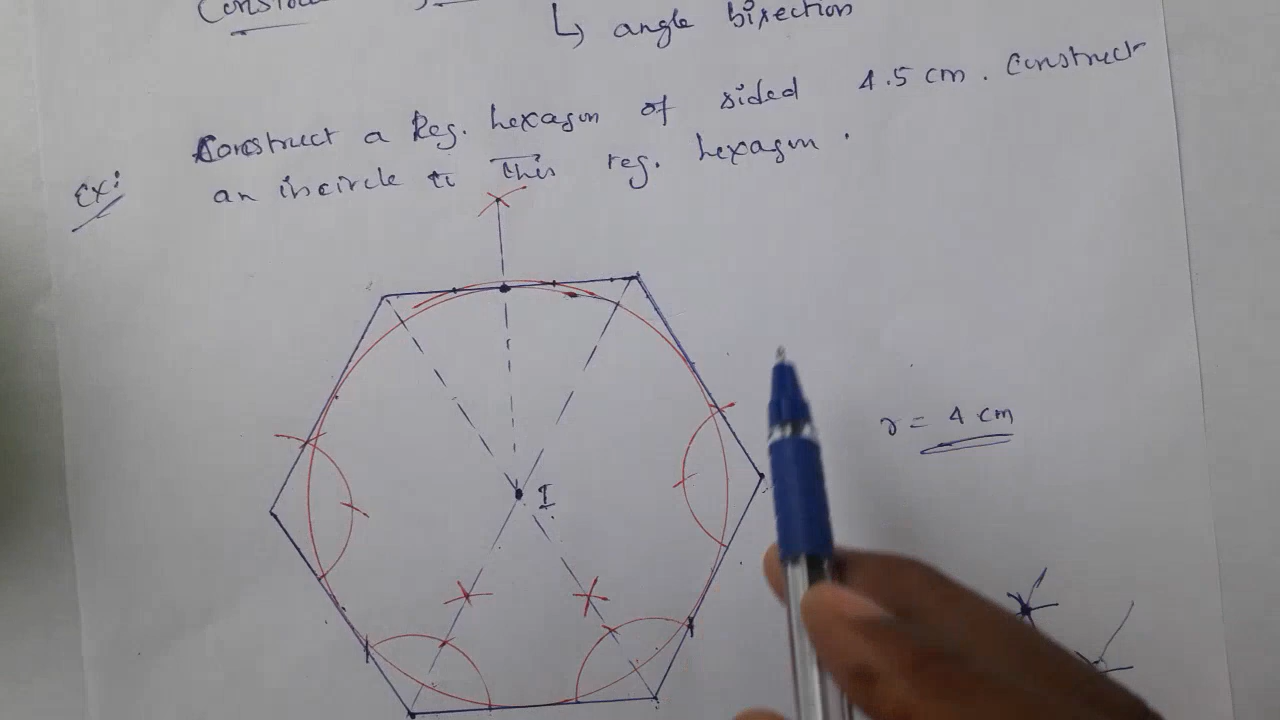 ↳ angle bisection
Ex: Construct a Reg. hexagon of sided 4.5 cm. Construct
an incircle to this reg. hexagon.
r = 4 cm
I